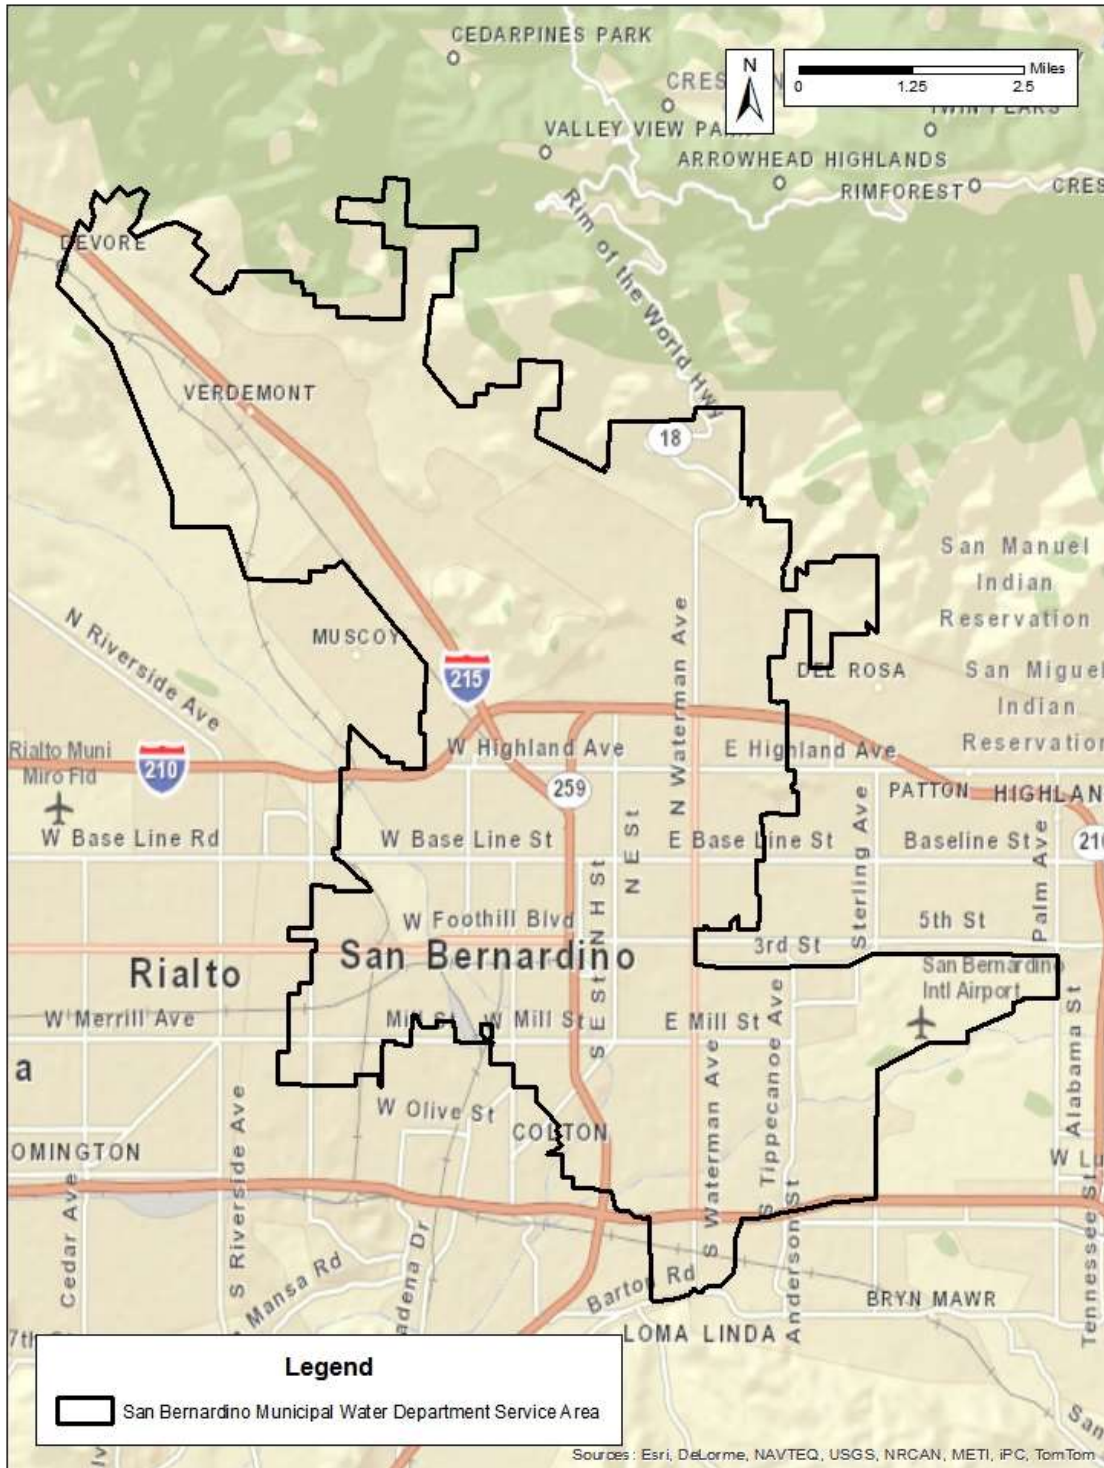 CEDARPINES PARK
N
0
1.25
2.5
Miles
VALLEY VIEW
ARROWHEAD HIGHLANDS
RIMFOREST
Rim of the World Hwy
DEVORE
VERDEMONT
18
San Manuel
Indian
Reservation
N Riverside Ave
MUSCOY
215
N Waterman Ave
DEL ROSA
San Miguel
Indian
Reservation
Rialto Muni
Miro Fld
210
W Highland Ave
E Highland Ave
259
PATTON
HIGHLAN
W Base Line Rd
W Base Line St
N E St
E Base Line St
Sterling Ave
Baseline St
Palm Ave
210
W Foothill Blvd
N H St
5th St
3rd St
Rialto
San Bernardino
San Bernardino
Intl Airport
S E St
W Merrill Ave
Mill St
W Mill St
E Mill St
S Waterman Ave
S Tippecanoe Ave
Alabama St
a
W Olive St
COLTON
OMINGTON
Cedar Ave
S Riverside Ave
adena Dr
Mansa Rd
Barton Rd
Anderson St
W Lu
Tennessee St
BRYN MAWR
LOMA LINDA
7th
Legend
San Bernardino Municipal Water Department Service Area
San
Sources: Esri, DeLorme, NAVTEQ, USGS, NRCAN, METI, iPC, TomTom